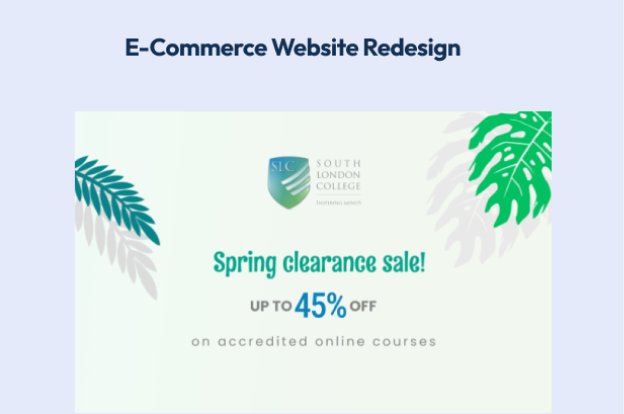 E-Commerce Website Redesign
SLC
SOUTH
LONDON
COLLEGE
Spring clearance sale!
UP TO 45% OFF
on accredited online courses